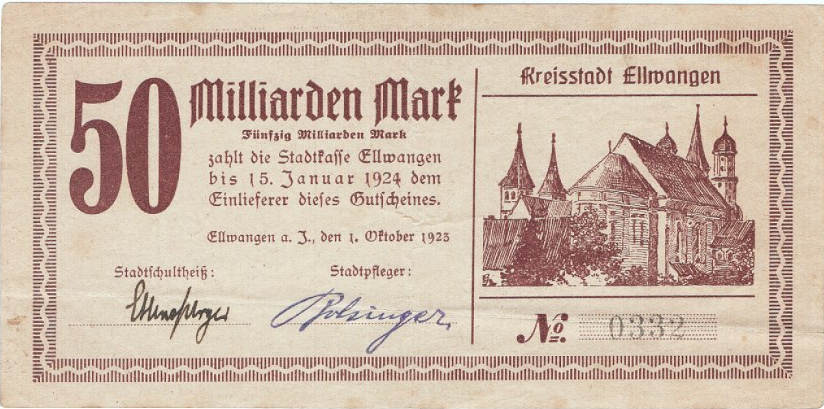 50 Milliarden Mark
Fünfzig Milliarden Mark
zahlt die Stadtkasse Ellwangen
bis 15. Januar 1924 dem
Einlieferer dieses Gutscheines.
Ellwangen a. J., den 1. Oktober 1923
Stadtschultheiß:
Stadtpfleger:
Bolsinger.
Kreisstadt Ellwangen
No. 0332